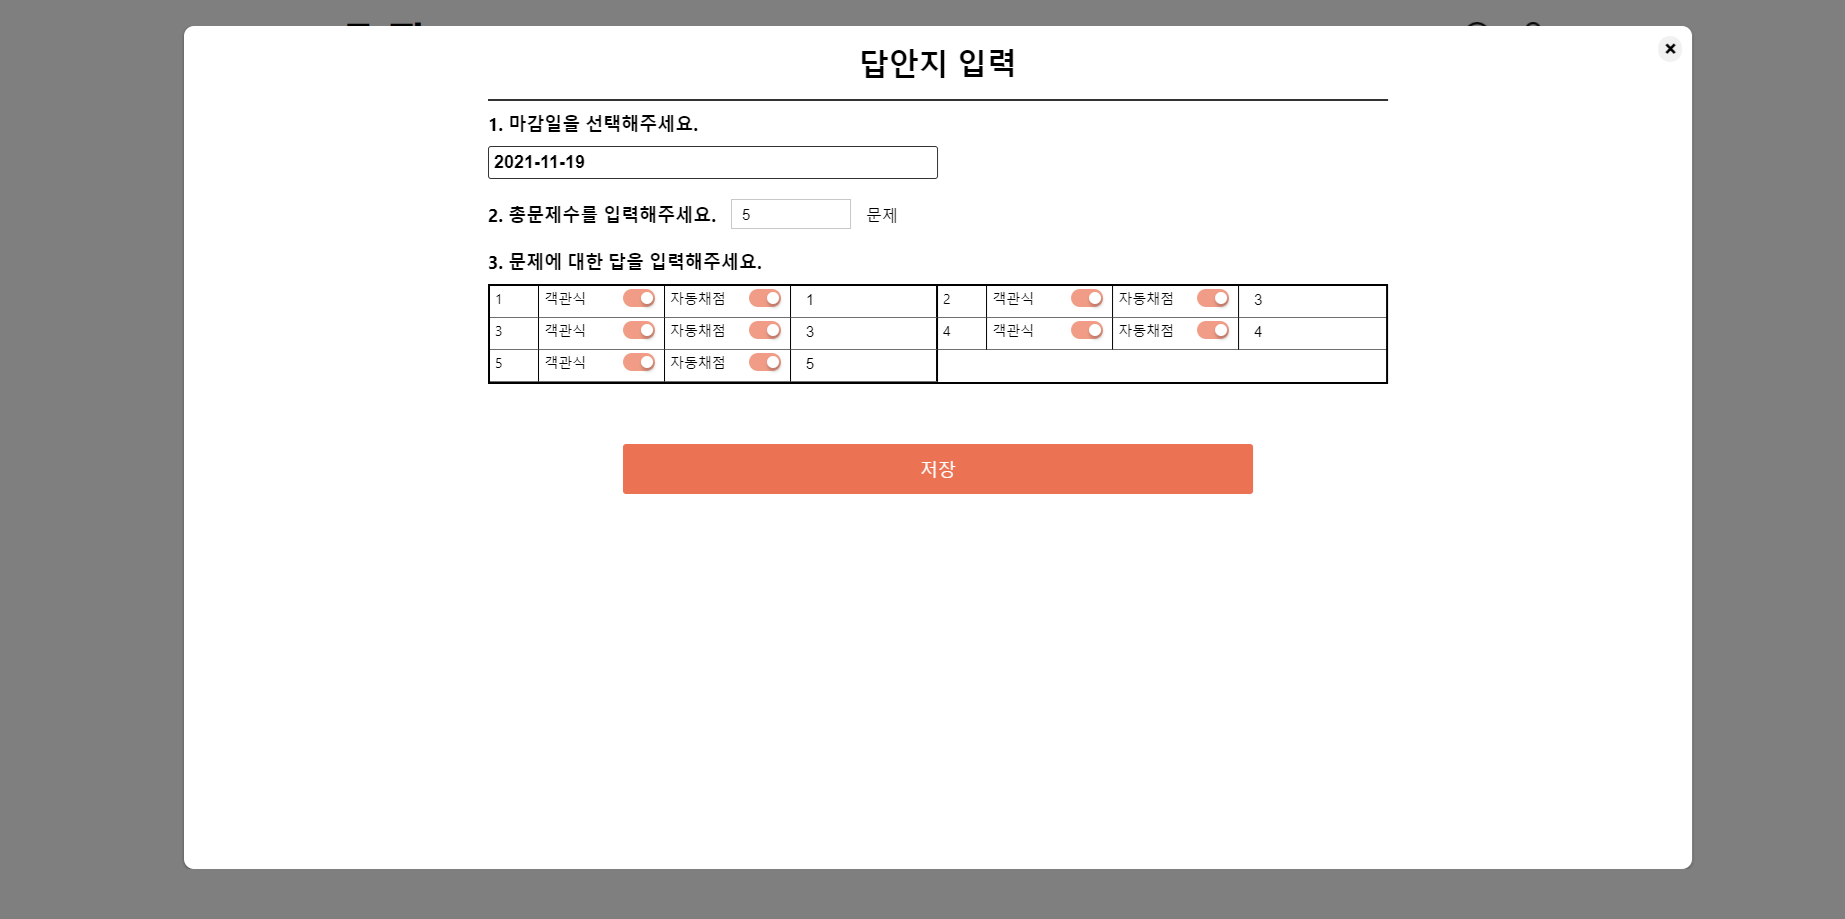 답안지 입력
1. 마감일을 선택해주세요.
2021-11-19
2. 총문제수를 입력해주세요. 5 문제
3. 문제에 대한 답을 입력해주세요.
1 객관식 자동채점 1 2 객관식 자동채점 3
3 객관식 자동채점 3 4 객관식 자동채점 4
5 객관식 자동채점 5
저장